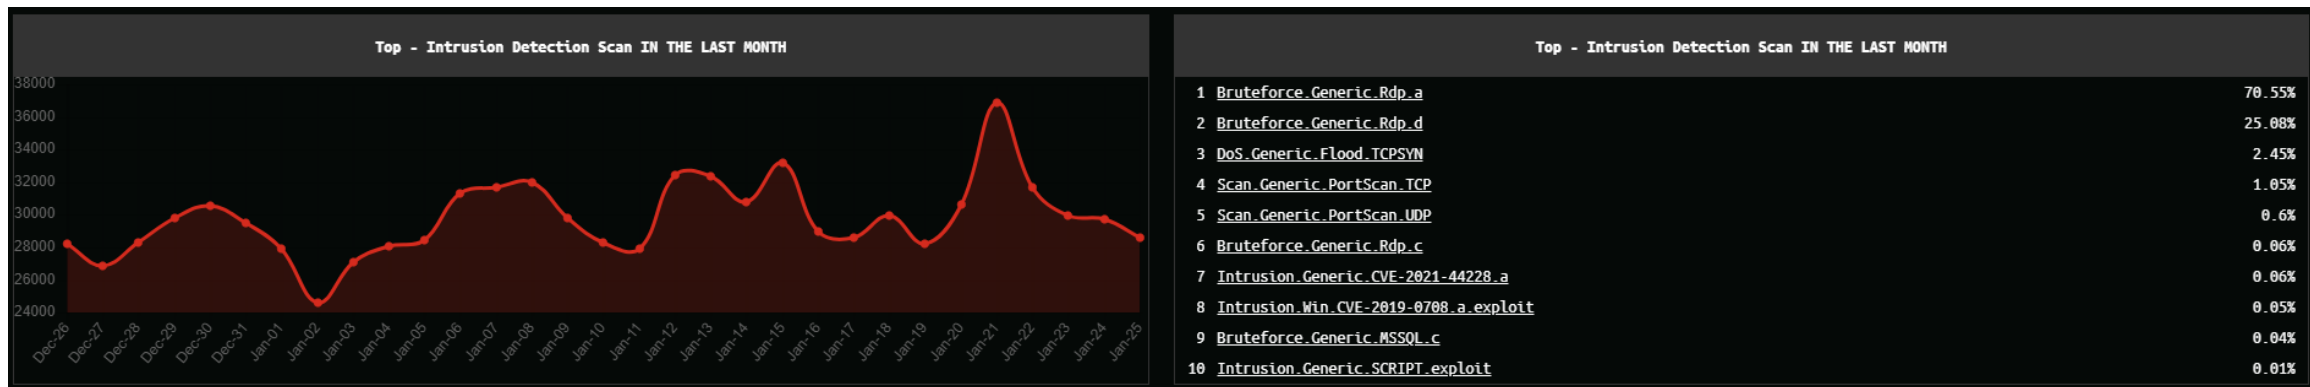 Top - Intrusion Detection Scan IN THE LAST MONTH
38000
36000
34000
32000
30000
28000
26000
24000
Dec-26 Dec-27 Dec-28 Dec-29 Dec-30 Dec-31 Jan-01 Jan-02 Jan-03 Jan-04 Jan-05 Jan-06 Jan-07 Jan-08 Jan-09 Jan-10 Jan-11 Jan-12 Jan-13 Jan-14 Jan-15 Jan-16 Jan-17 Jan-18 Jan-19 Jan-20 Jan-21 Jan-22 Jan-23 Jan-24 Jan-25
Top - Intrusion Detection Scan IN THE LAST MONTH
1 Bruteforce.Generic.Rdp.a 70.55%
2 Bruteforce.Generic.Rdp.d 25.08%
3 DoS.Generic.Flood.TCPSYN 2.45%
4 Scan.Generic.PortScan.TCP 1.05%
5 Scan.Generic.PortScan.UDP 0.6%
6 Bruteforce.Generic.Rdp.c 0.06%
7 Intrusion.Generic.CVE-2021-44228.a 0.06%
8 Intrusion.Win.CVE-2019-0708.a.exploit 0.05%
9 Bruteforce.Generic.MSSQL.c 0.04%
10 Intrusion.Generic.SCRIPT.exploit 0.01%